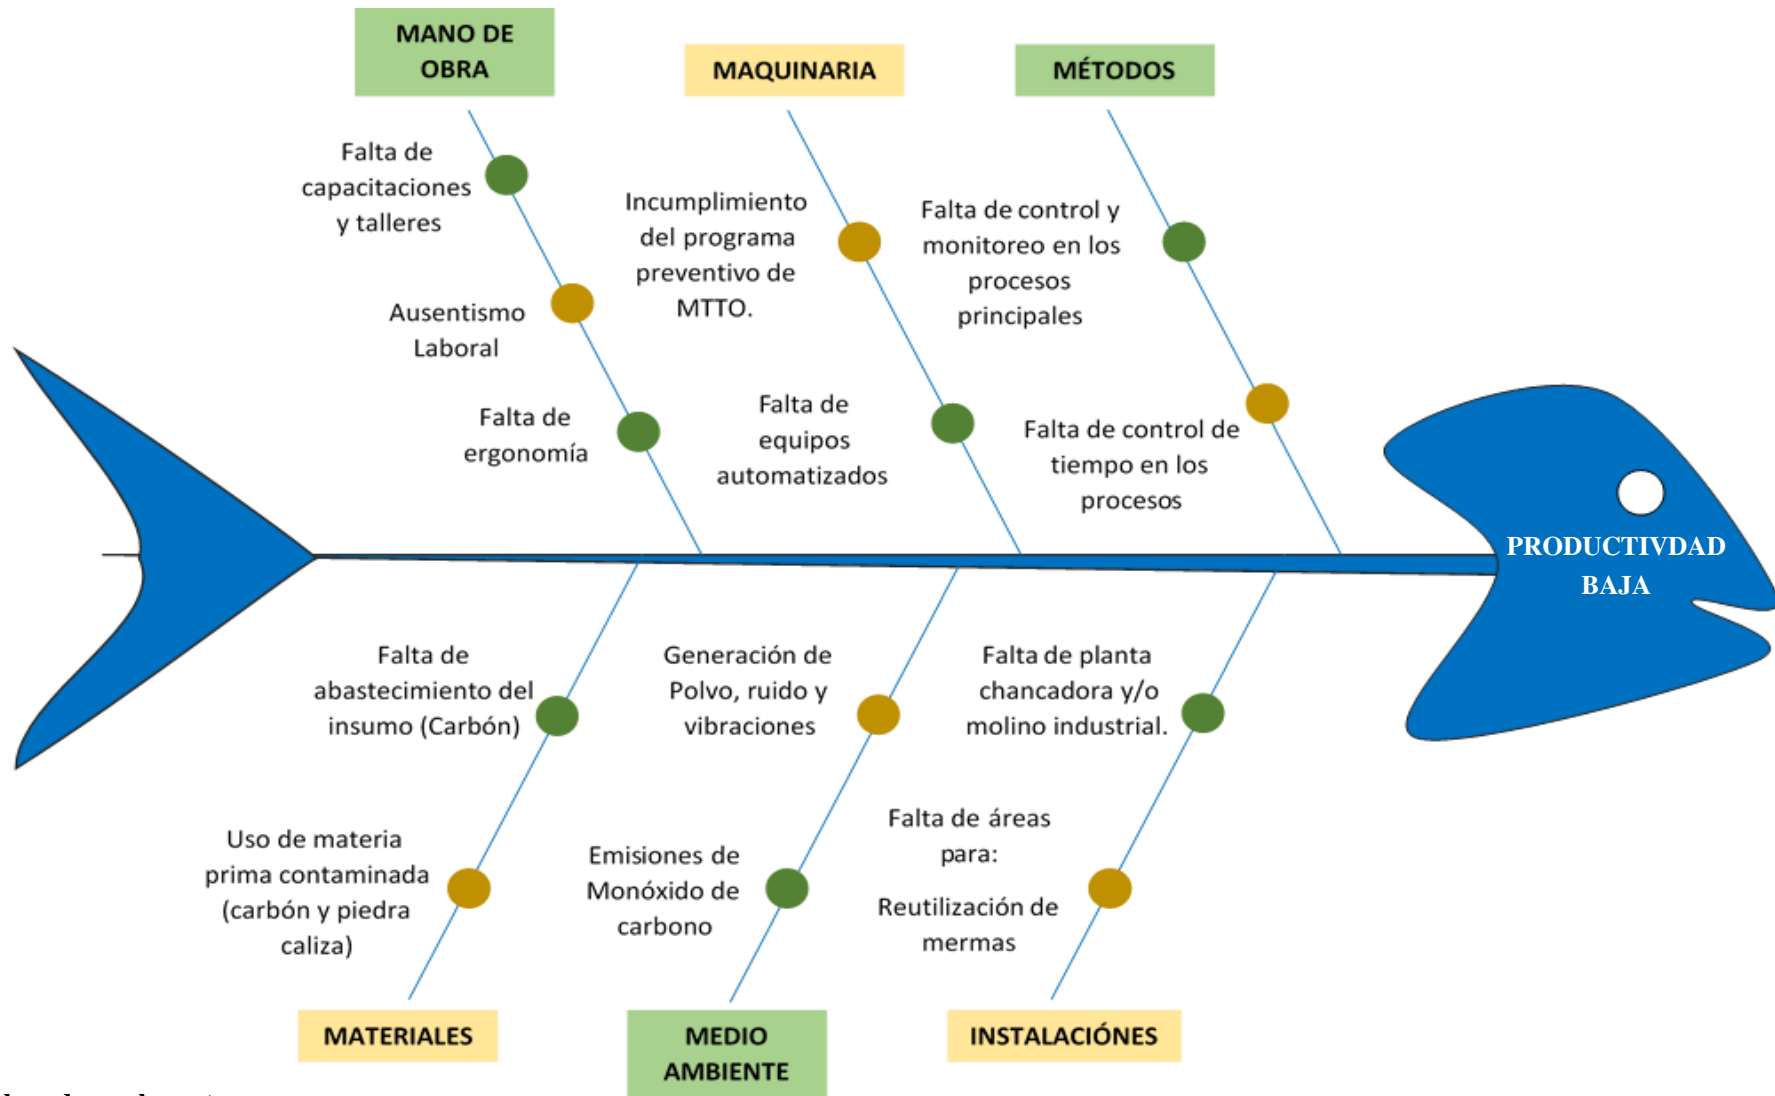 MANO DE
OBRA
MAQUINARIA
MÉTODOS
Falta de
capacitaciones
y talleres
Ausentismo
Laboral
Falta de
ergonomía
Incumplimiento
del programa
preventivo de
MTTO.
Falta de
equipos
automatizados
Falta de control y
monitoreo en los
procesos
principales
Falta de control de
tiempo en los
procesos
PRODUCTIVDAD
BAJA
Falta de
abastecimiento del
insumo (Carbón)
Uso de materia
prima contaminada
(carbón y piedra
caliza)
Generación de
Polvo, ruido y
vibraciones
Emisiones de
Monóxido de
carbono
Falta de planta
chancadora y/o
molino industrial.
Falta de áreas
para:
Reutilización de
mermas
MATERIALES
MEDIO
AMBIENTE
INSTALACIÓNES